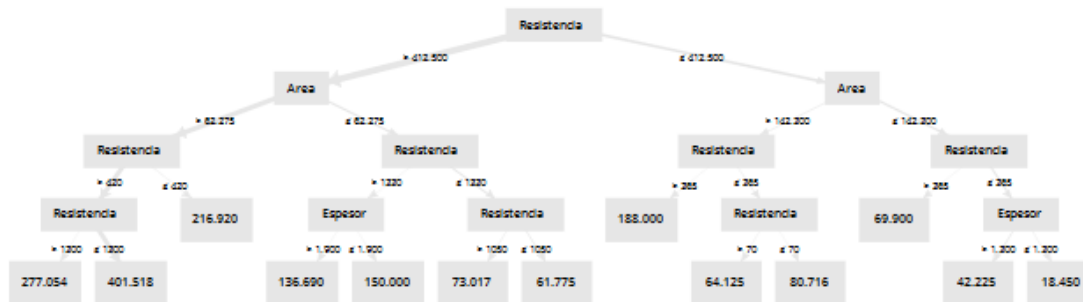 Resistencia
> 412.500 ≤ 412.500
Area Area
> 62.275 ≤ 62.275 > 142.200 ≤ 142.200
Resistencia Resistencia Resistencia Resistencia
> 420 ≤ 420 > 1220 ≤ 1220 > 265 ≤ 265 > 265 ≤ 265
Resistencia 216.920 Espesor Resistencia 188.000 Resistencia 69.900 Espesor
> 1300 ≤ 1300 > 1.900 ≤ 1.900 > 1050 ≤ 1050 > 70 ≤ 70 > 1.200 ≤ 1.200
277.054 401.518 136.690 150.000 73.017 61.775 64.125 80.716 42.225 18.450